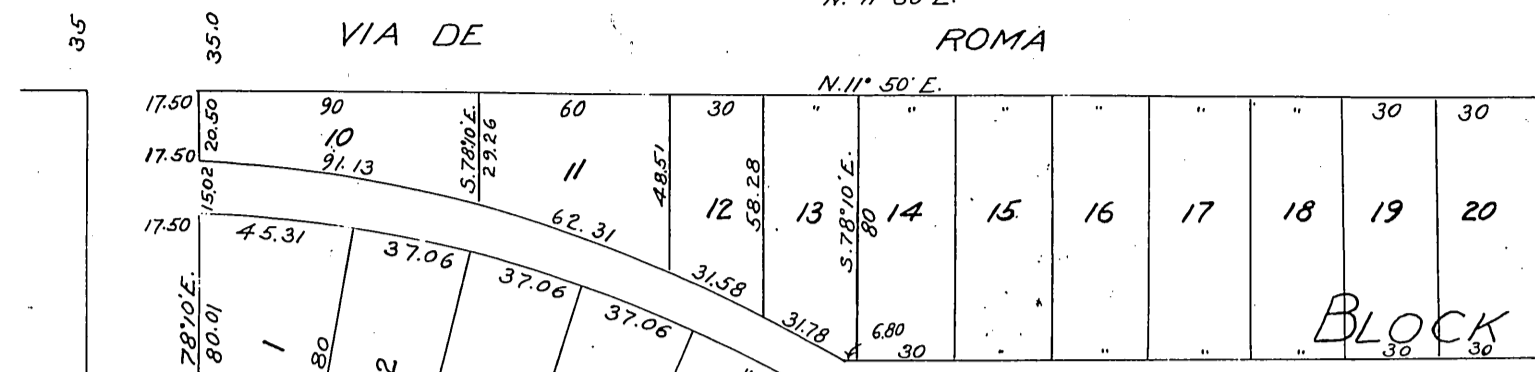 35
35.0
VIA DE ROMA
N. 11° 50' E.
17.50 20.50 90 60 30 " " " " " " 30 30
10
17.50 91.13
S.78°10'E. 29.26
11
48.51
58.28
S.78°10'E. 80
15.02
12 13 14 15 16 17 18 19 20
17.50
45.31
37.06
37.06
37.06
62.31
31.58
31.78
6.80
30 " " " " 30 30
BLOCK
78°10'E.
80.01
1
80
2